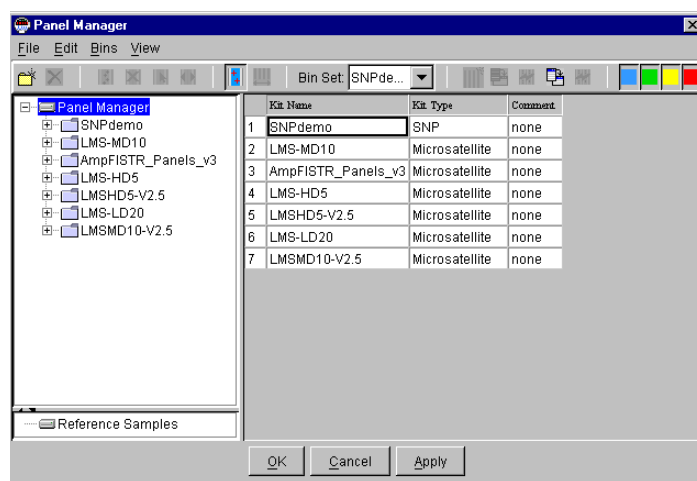 Panel Manager
File Edit Bins View
Bin Set: SNPde...
Panel Manager
SNPdemo
LMS-MD10
AmpFISTR_Panels_v3
LMS-HD5
LMSHD5-V2.5
LMS-LD20
LMSMD10-V2.5
Kit Name Kit Type Comment
1 SNPdemo SNP none
2 LMS-MD10 Microsatellite none
3 AmpFISTR_Panels_v3 Microsatellite none
4 LMS-HD5 Microsatellite none
5 LMSHD5-V2.5 Microsatellite none
6 LMS-LD20 Microsatellite none
7 LMSMD10-V2.5 Microsatellite none
Reference Samples
OK Cancel Apply